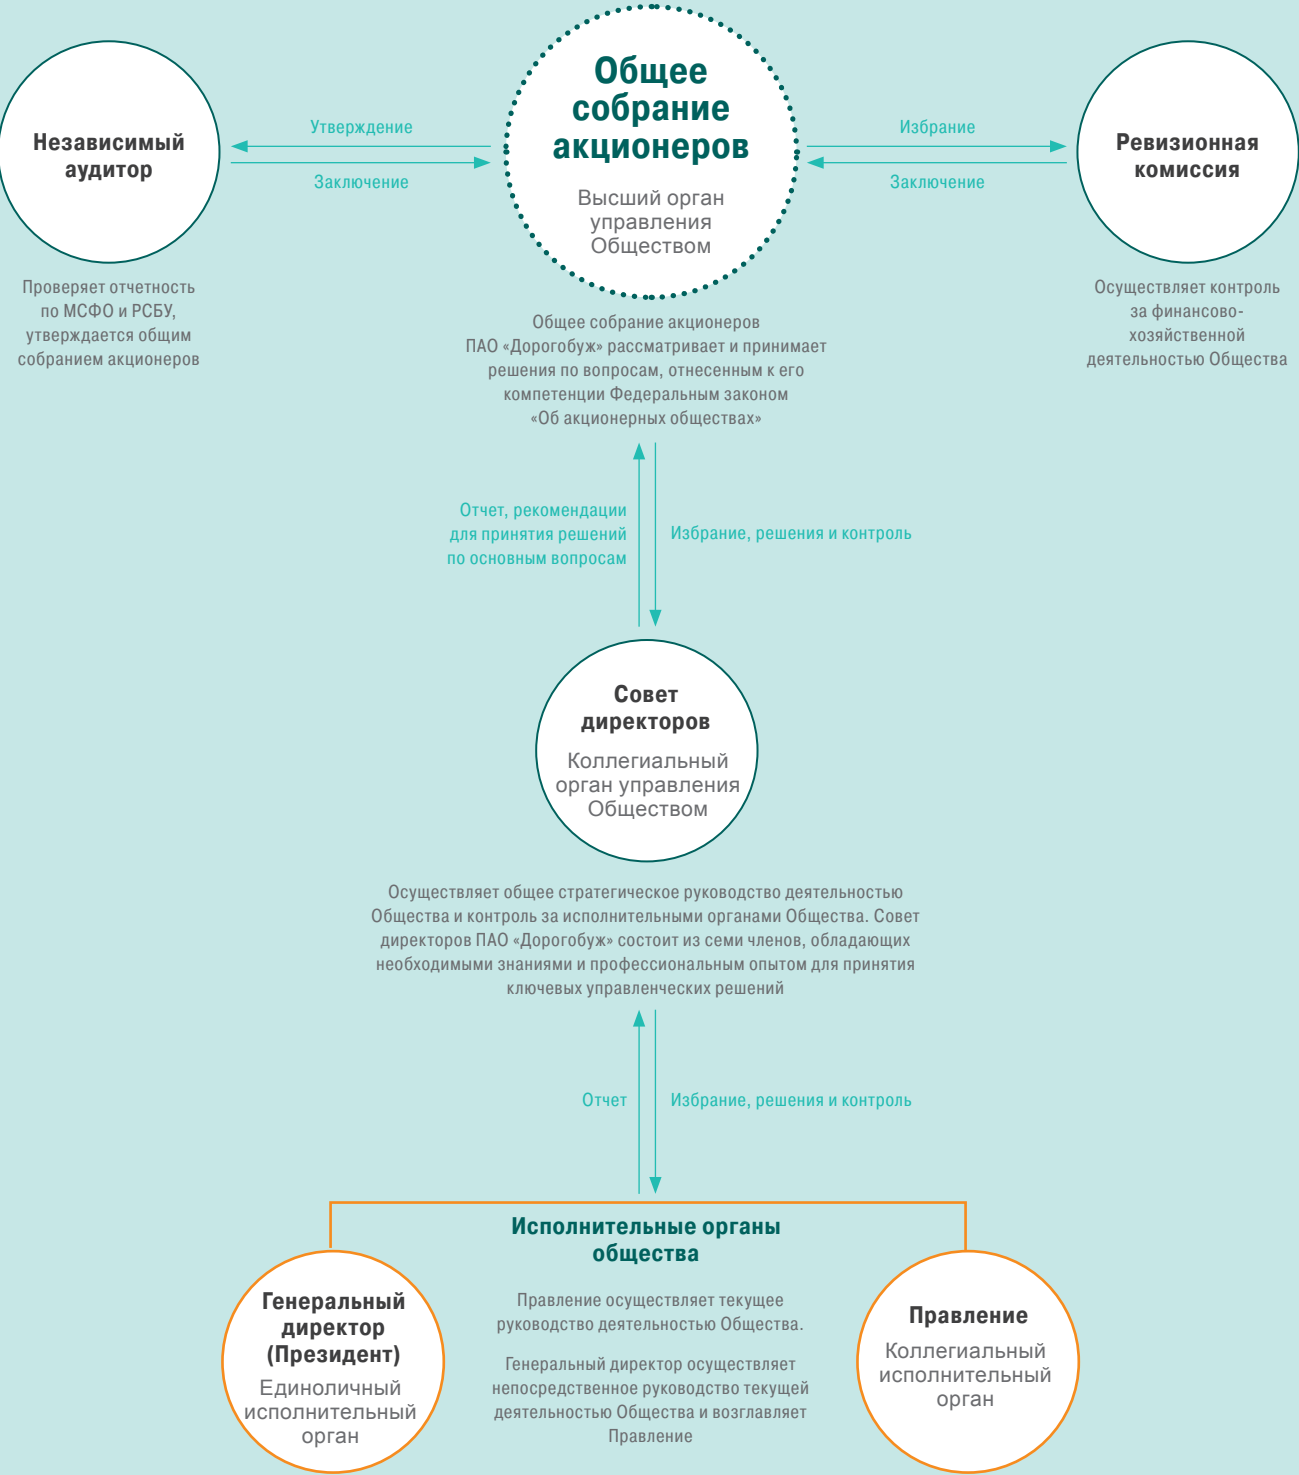 Общее
собрание
акционеров
Высший орган
управления
Обществом
Независимый
аудитор
Утверждение
Заключение
Избрание
Заключение
Ревизионная
комиссия
Проверяет отчетность
по МСФО и РСБУ,
утверждается общим
собранием акционеров
Осуществляет контроль
за финансово-
хозяйственной
деятельностью Общества
Общее собрание акционеров
ПАО «Дорогобуж» рассматривает и принимает
решения по вопросам, отнесенным к его
компетенции Федеральным законом
«Об акционерных обществах»
Отчет, рекомендации
для принятия решений
по основным вопросам
Избрание, решения и контроль
Совет
директоров
Коллегиальный
орган управления
Обществом
Осуществляет общее стратегическое руководство деятельностью
Общества и контроль за исполнительными органами Общества. Совет
директоров ПАО «Дорогобуж» состоит из семи членов, обладающих
необходимыми знаниями и профессиональным опытом для принятия
ключевых управленческих решений
Отчет
Избрание, решения и контроль
Исполнительные органы
общества
Генеральный
директор
(Президент)
Единоличный
исполнительный
орган
Правление осуществляет текущее
руководство деятельностью Общества.
Генеральный директор осуществляет
непосредственное руководство текущей
деятельностью Общества и возглавляет
Правление
Правление
Коллегиальный
исполнительный
орган